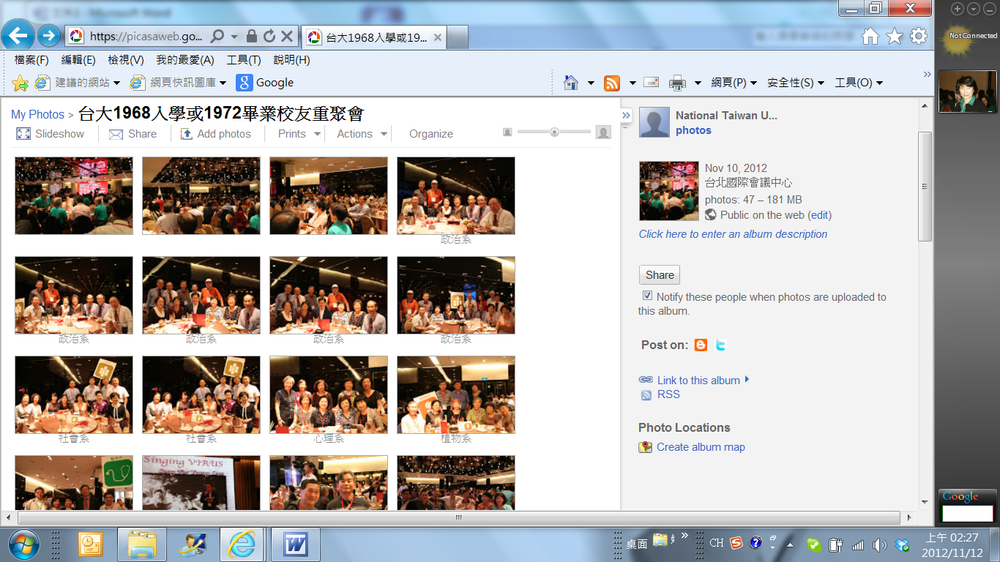 https://picasaweb.go...
台大1968入學或19...
檔案(F) 編輯(E) 檢視(V) 我的最愛(A) 工具(T) 說明(H)
建議的網站 網頁快訊圖庫 Google
網頁(P) 安全性(S) 工具(O)
NotConnected
My Photos > 台大1968入學或1972畢業校友重聚會
Slideshow Share Add photos Prints Actions Organize
政治系
政治系 政治系 政治系 政治系
社會系 社會系 心理系 植物系
Singing VIRUS
National Taiwan U...
photos
Nov 10, 2012
台北國際會議中心
photos: 47 – 181 MB
Public on the web (edit)
Click here to enter an album description
Share
Notify these people when photos are uploaded to
this album.
Post on:
Link to this album
RSS
Photo Locations
Create album map
Google
桌面
CH
上午 02:27
2012/11/12